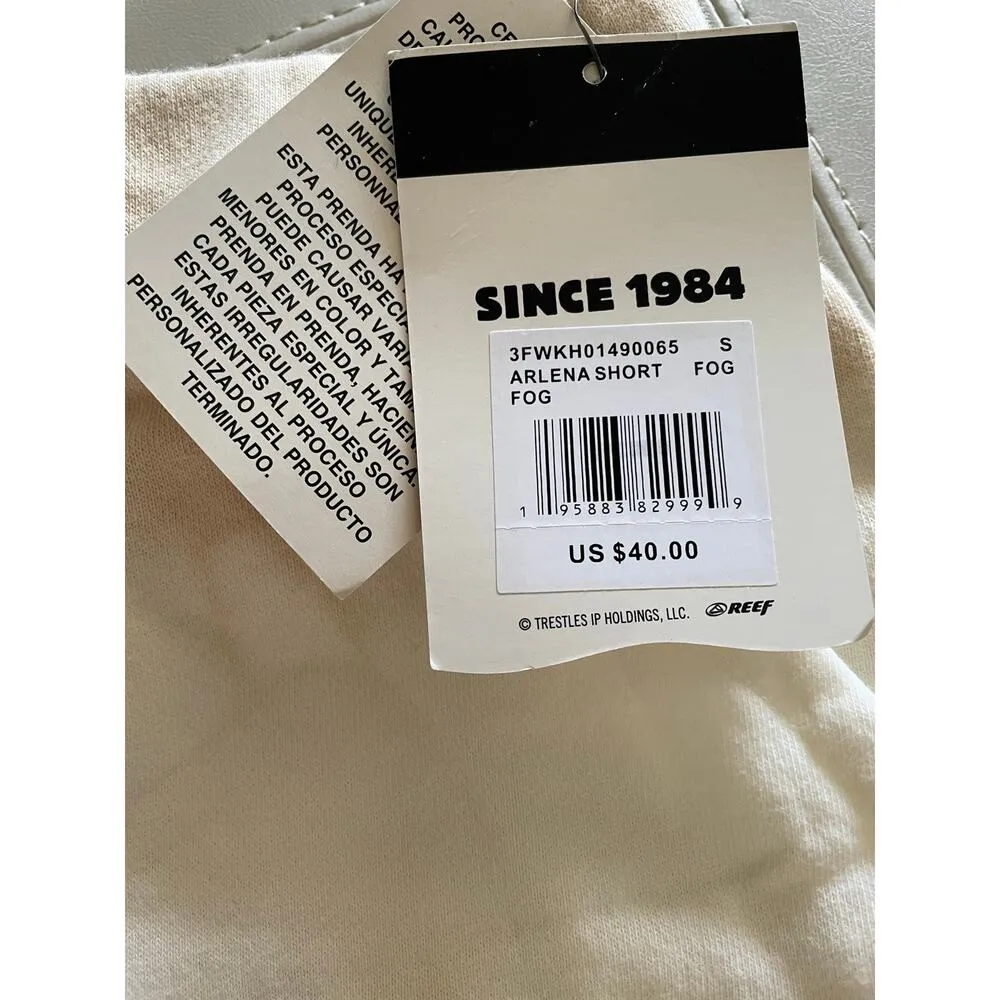 UNIQUE
INHERE
PERSONNAL
ESTA PRENDA HA
PROCESO ESPECI
PUEDE CAUSAR VARIA
MENORES EN COLOR Y TAM
PRENDA EN PRENDA, HACIEN
CADA PIEZA ESPECIAL Y ÚNICA.
ESTAS IRREGULARIDADES SON
INHERENTES AL PROCESO
PERSONALIZADO DEL PRODUCTO
TERMINADO.
SINCE 1984
3FWKH01490065 S
ARLENA SHORT FOG
FOG
1 95883 82999 9
US $40.00
© TRESTLES IP HOLDINGS, LLC. REEF